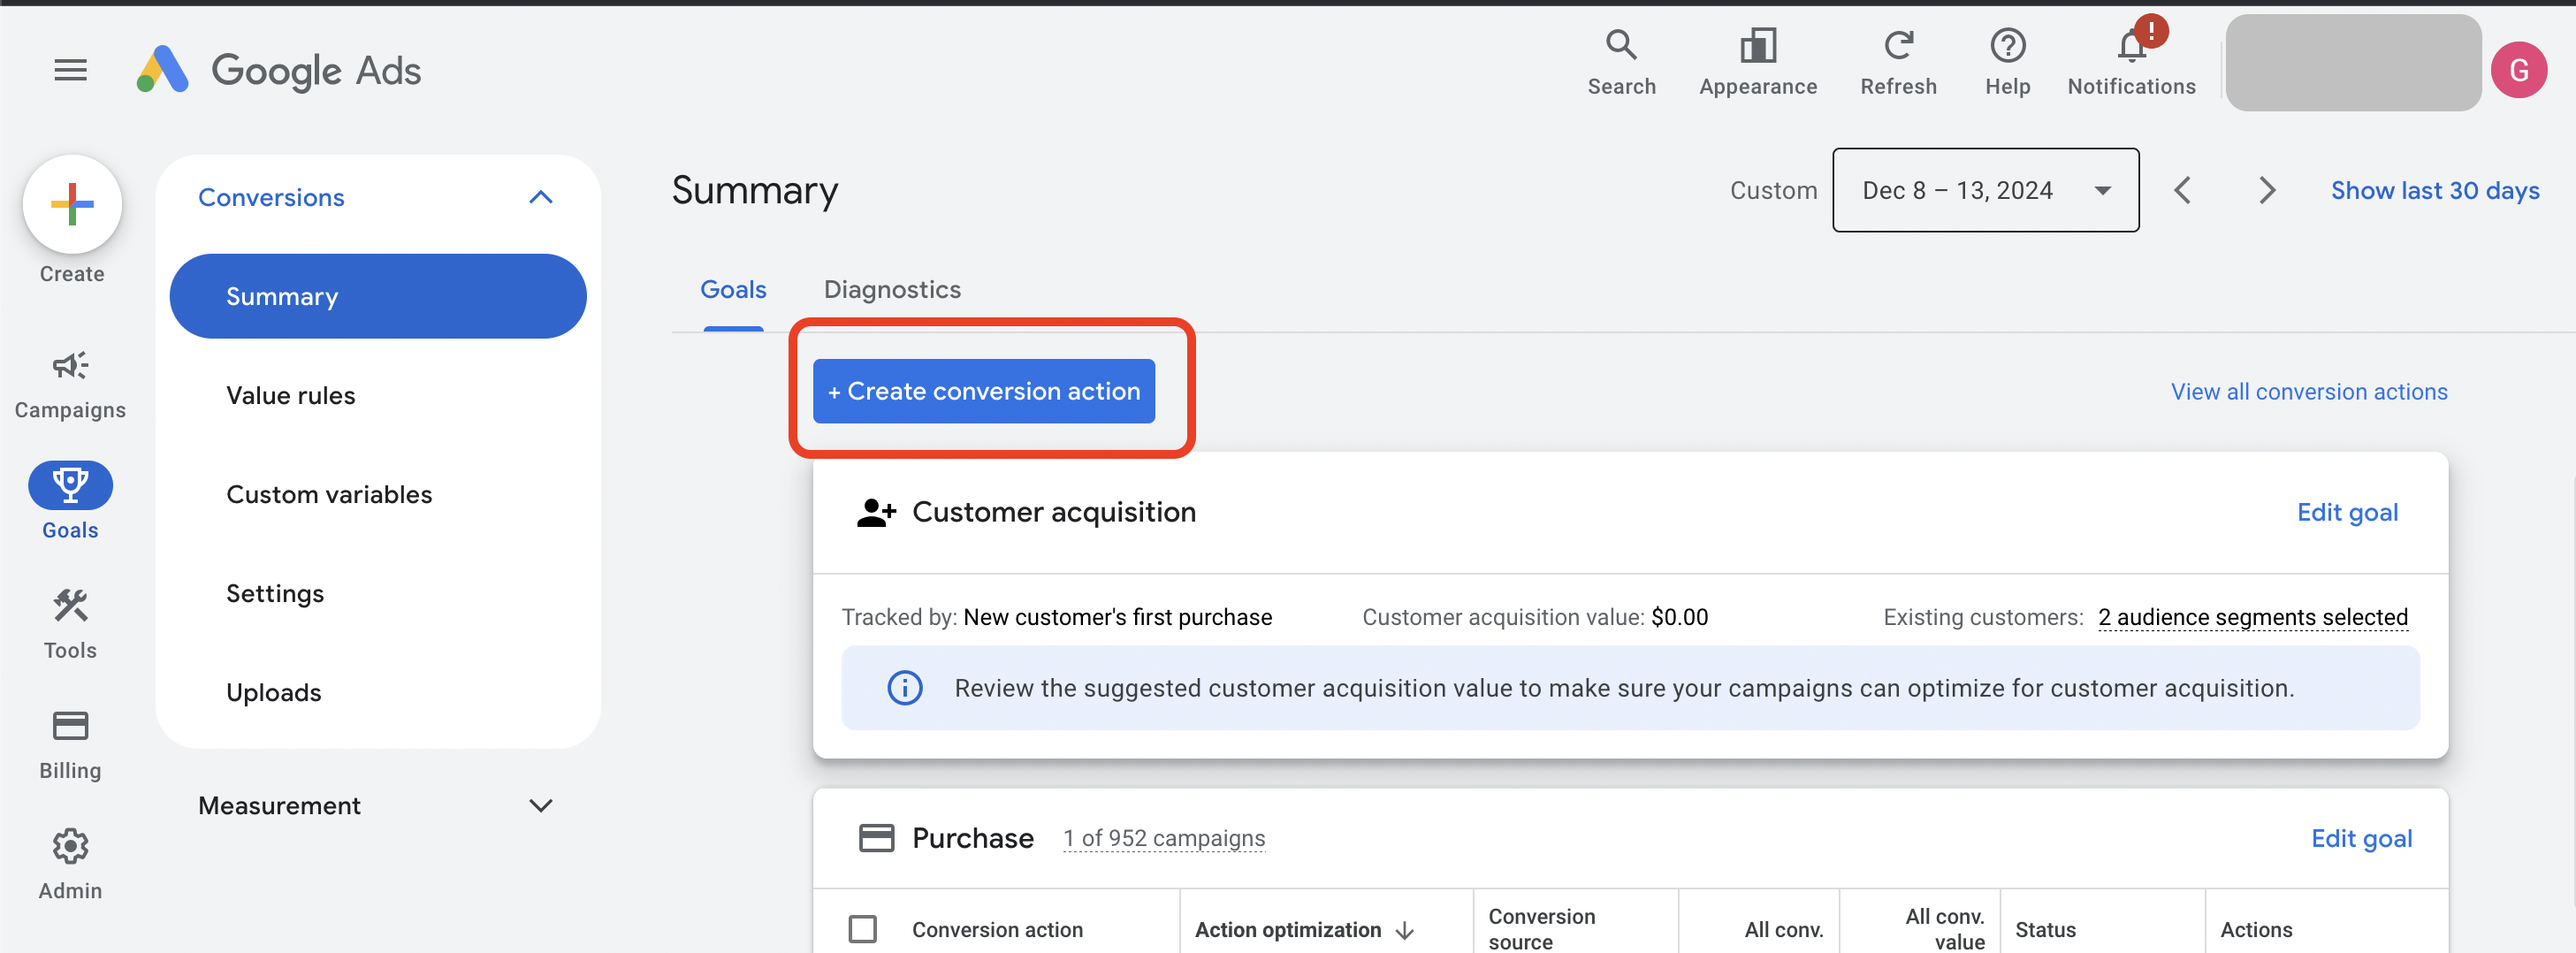 Google Ads
Search
Appearance
Refresh
Help
!
Notifications
G
Create
Campaigns
Goals
Tools
Billing
Admin
Conversions
Summary
Value rules
Custom variables
Settings
Uploads
Measurement
Summary
Custom
Dec 8 – 13, 2024
Show last 30 days
Goals
Diagnostics
+ Create conversion action
View all conversion actions
Customer acquisition
Edit goal
Tracked by: New customer's first purchase
Customer acquisition value: $0.00
Existing customers: 2 audience segments selected
Review the suggested customer acquisition value to make sure your campaigns can optimize for customer acquisition.
Purchase
1 of 952 campaigns
Edit goal
Conversion action
Action optimization
Conversion
source
All conv.
All conv.
value
Status
Actions